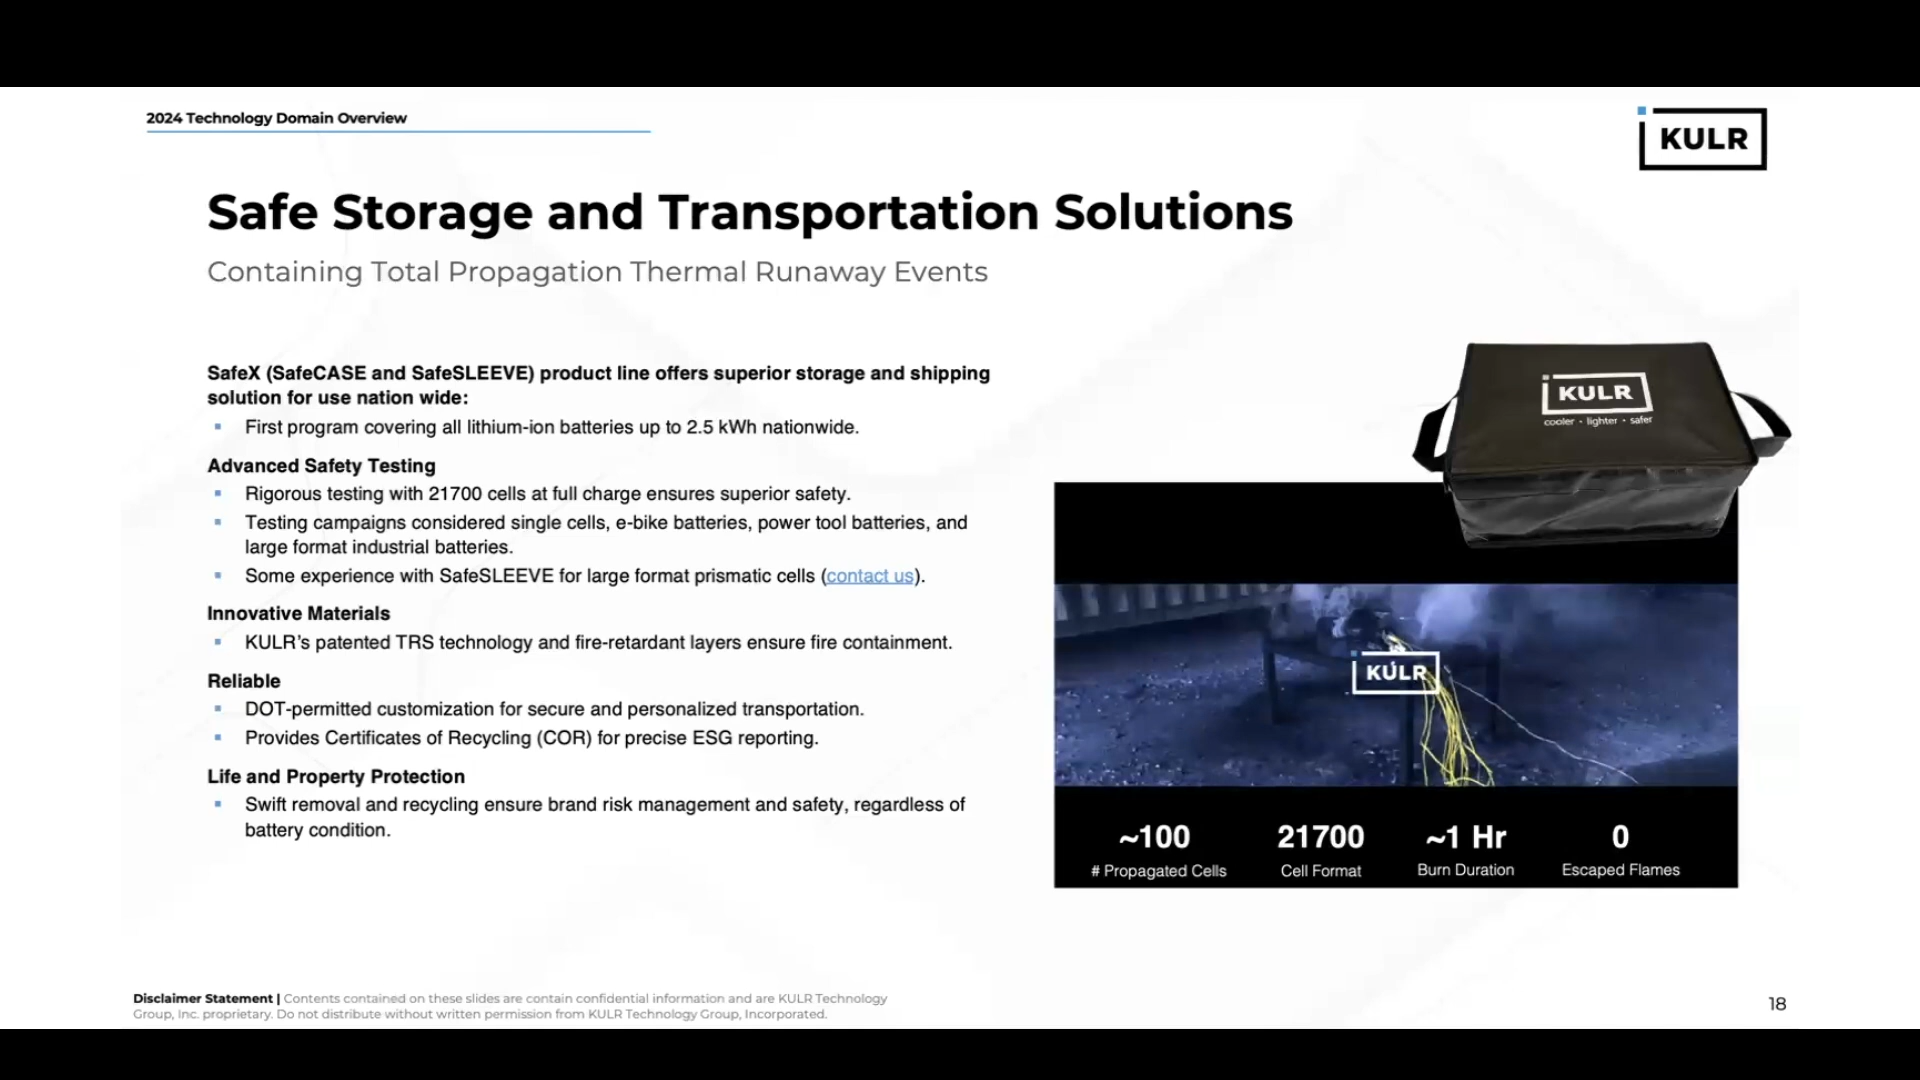 2024 Technology Domain Overview
KULR
Safe Storage and Transportation Solutions
Containing Total Propagation Thermal Runaway Events
SafeX (SafeCASE and SafeSLEEVE) product line offers superior storage and shipping
solution for use nation wide:
▪ First program covering all lithium-ion batteries up to 2.5 kWh nationwide.
Advanced Safety Testing
▪ Rigorous testing with 21700 cells at full charge ensures superior safety.
▪ Testing campaigns considered single cells, e-bike batteries, power tool batteries, and
large format industrial batteries.
▪ Some experience with SafeSLEEVE for large format prismatic cells (contact us).
Innovative Materials
▪ KULR’s patented TRS technology and fire-retardant layers ensure fire containment.
Reliable
▪ DOT-permitted customization for secure and personalized transportation.
▪ Provides Certificates of Recycling (COR) for precise ESG reporting.
Life and Property Protection
▪ Swift removal and recycling ensure brand risk management and safety, regardless of
battery condition.
KULR
cooler · lighter · safer
KULR
~100 21700 ~1 Hr 0
# Propagated Cells Cell Format Burn Duration Escaped Flames
Disclaimer Statement | Contents contained on these slides are contain confidential information and are KULR Technology
Group, Inc. proprietary. Do not distribute without written permission from KULR Technology Group, Incorporated.
18